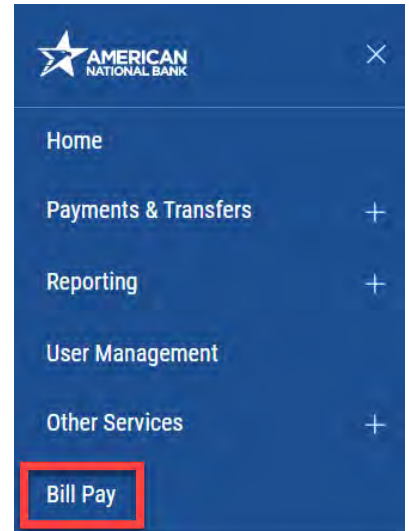 AMERICAN
NATIONAL BANK
Home
Payments & Transfers
Reporting
User Management
Other Services
Bill Pay